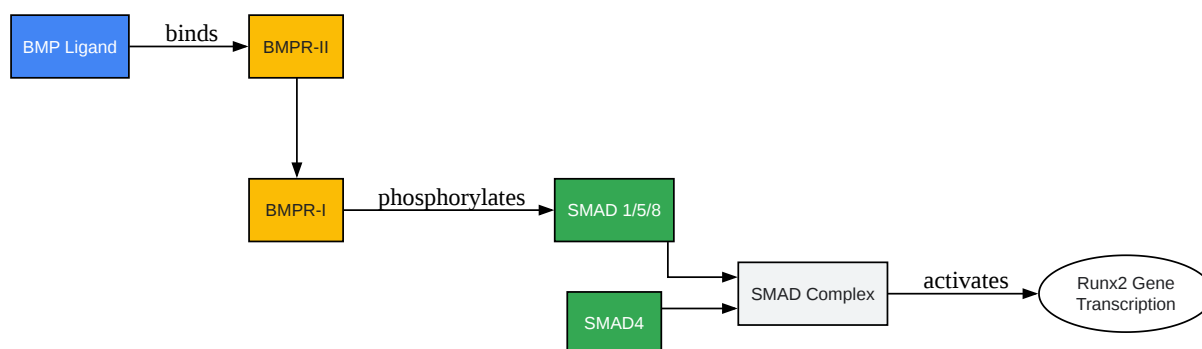 BMP Ligand
binds
BMPR-II
BMPR-I
phosphorylates
SMAD 1/5/8
SMAD4
SMAD Complex
activates
Runx2 Gene
Transcription